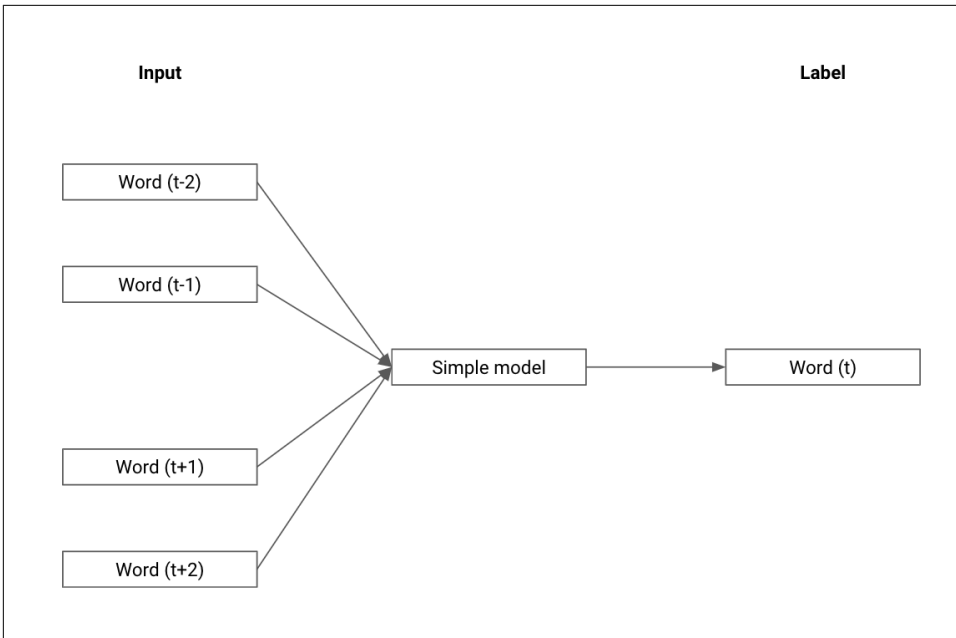 Input
Label
Word (t-2)
Word (t-1)
Simple model
Word (t)
Word (t+1)
Word (t+2)